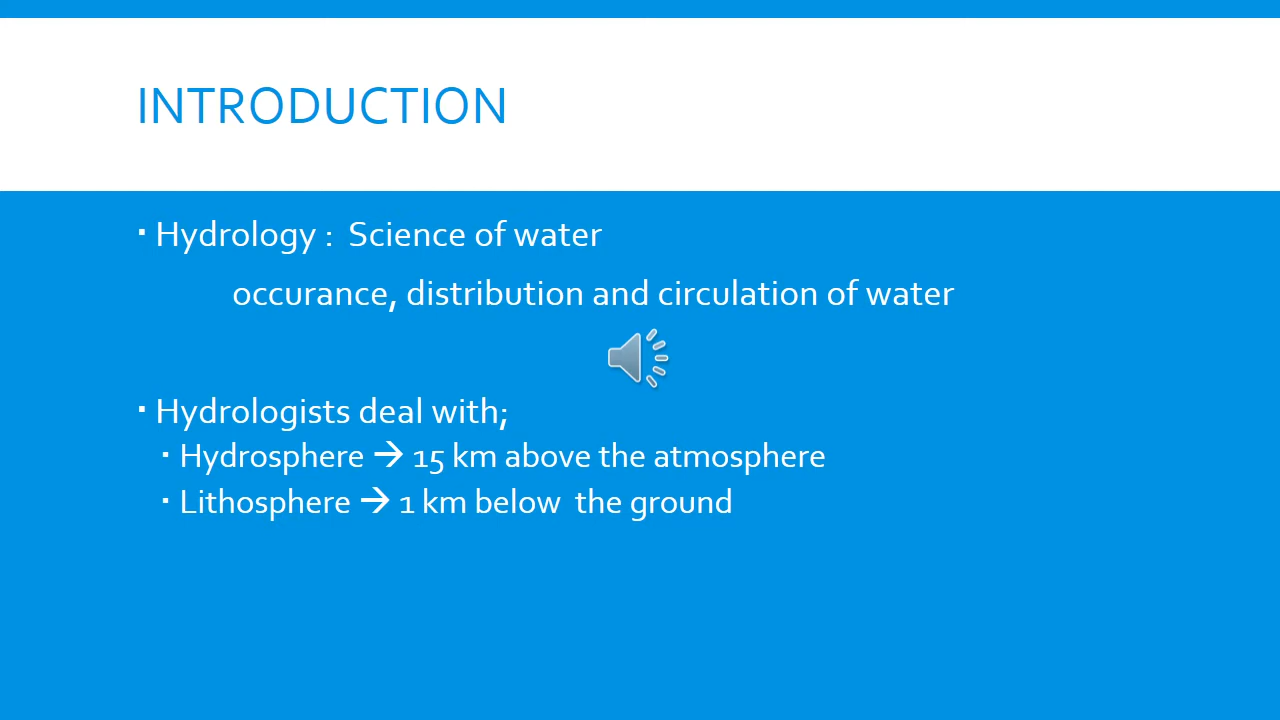 INTRODUCTION
▪ Hydrology :  Science of water
occurance, distribution and circulation of water
▪ Hydrologists deal with;
▪ Hydrosphere → 15 km above the atmosphere
▪ Lithosphere → 1 km below  the ground